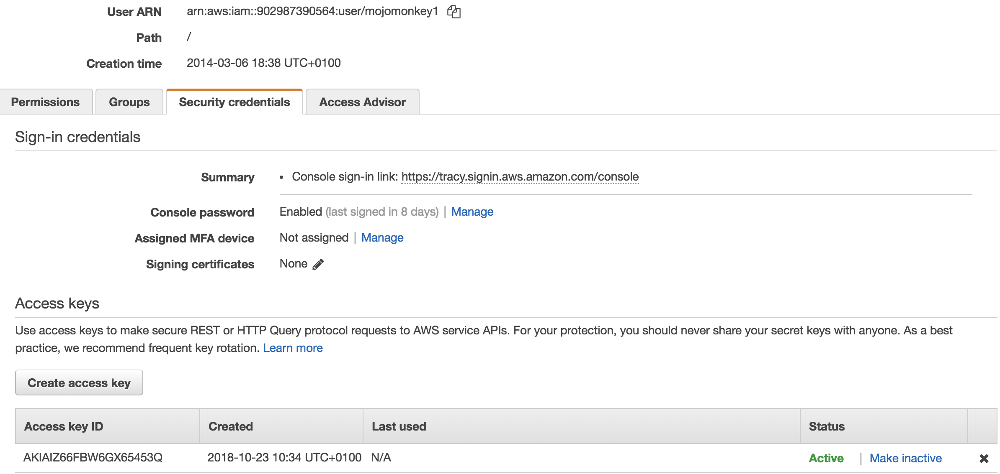 User ARN arn:aws:iam::902987390564:user/mojomonkey1
Path /
Creation time 2014-03-06 18:38 UTC+0100
Permissions Groups Security credentials Access Advisor
Sign-in credentials
Summary • Console sign-in link: https://tracy.signin.aws.amazon.com/console
Console password Enabled (last signed in 8 days) | Manage
Assigned MFA device Not assigned | Manage
Signing certificates None
Access keys
Use access keys to make secure REST or HTTP Query protocol requests to AWS service APIs. For your protection, you should never share your secret keys with anyone. As a best
practice, we recommend frequent key rotation. Learn more
Create access key
Access key ID Created Last used Status
AKIAIZ66FBW6GX65453Q 2018-10-23 10:34 UTC+0100 N/A Active | Make inactive